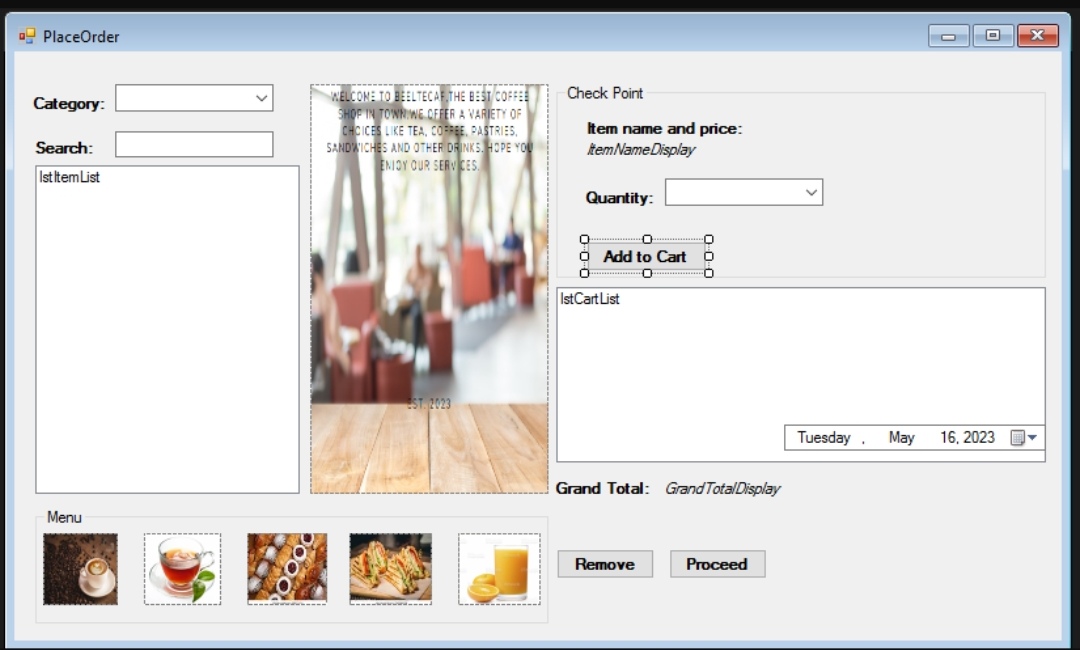 PlaceOrder
Category:
Search:
lstItemList
WELCOME TO BEELTECAF,THE BEST COFFEE
SHOP IN TOWN.WE OFFER A VARIETY OF
CHOICES LIKE TEA, COFFEE, PASTRIES,
SANDWICHES AND OTHER DRINKS. HOPE YOU
ENJOY OUR SERVICES.
EST. 2023
Check Point
Item name and price:
ItemNameDisplay
Quantity:
Add to Cart
lstCartList
Tuesday , May 16, 2023
Grand Total: GrandTotalDisplay
Menu
Remove Proceed